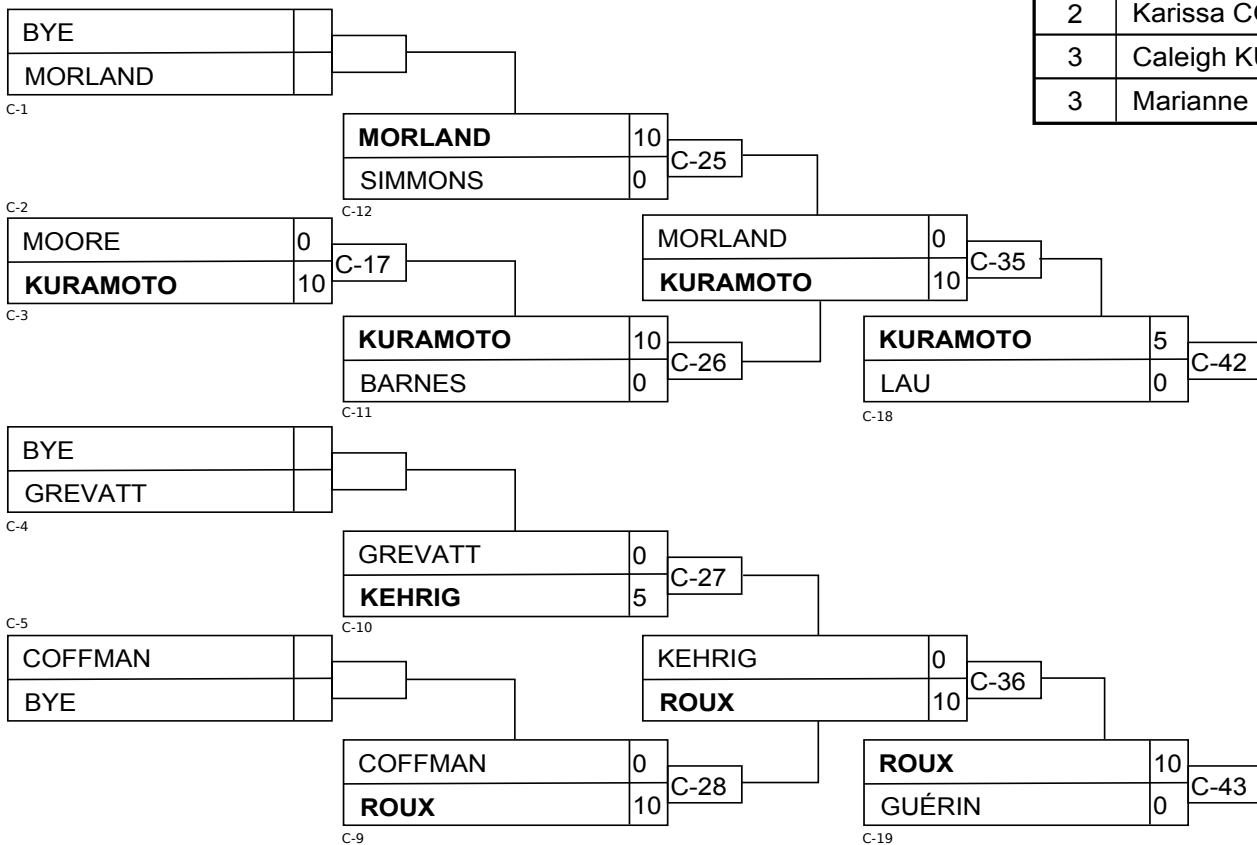 2 Karissa
3 Caleigh
3 Marianne
BYE
MORLAND
C-1
MORLAND 10
SIMMONS 0
C-25
C-12
C-2
MOORE 0
KURAMOTO 10
C-17
C-3
MORLAND 0
KURAMOTO 10
C-35
KURAMOTO 10
BARNES 0
C-26
C-11
KURAMOTO 5
LAU 0
C-42
C-18
BYE
GREVATT
C-4
GREVATT 0
KEHRIG 5
C-27
C-10
C-5
COFFMAN
BYE
KEHRIG 0
ROUX 10
C-36
COFFMAN 0
ROUX 10
C-28
C-9
ROUX 10
GUÉRIN 0
C-43
C-19